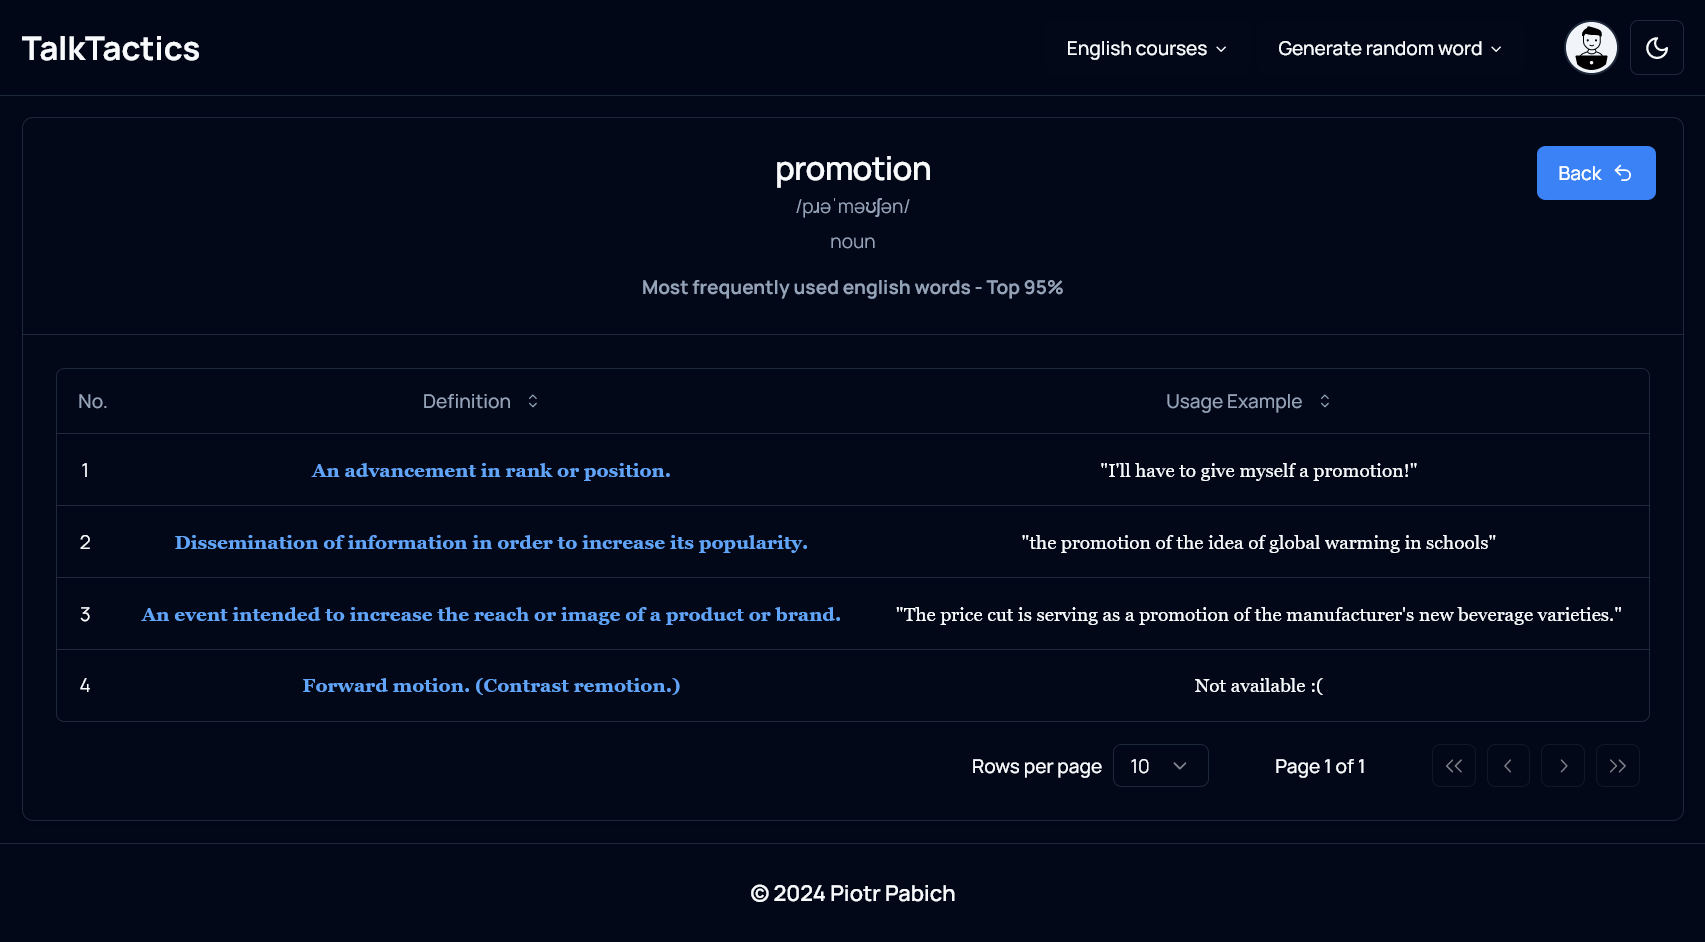 TalkTactics
English courses
Generate random word
promotion
/pɹəˈməʊʃən/
noun
Most frequently used english words - Top 95%
Back
No. Definition Usage Example
1 An advancement in rank or position. "I'll have to give myself a promotion!"
2 Dissemination of information in order to increase its popularity. "the promotion of the idea of global warming in schools"
3 An event intended to increase the reach or image of a product or brand. "The price cut is serving as a promotion of the manufacturer's new beverage varieties."
4 Forward motion. (Contrast remotion.) Not available :(
Rows per page 10 Page 1 of 1
© 2024 Piotr Pabich